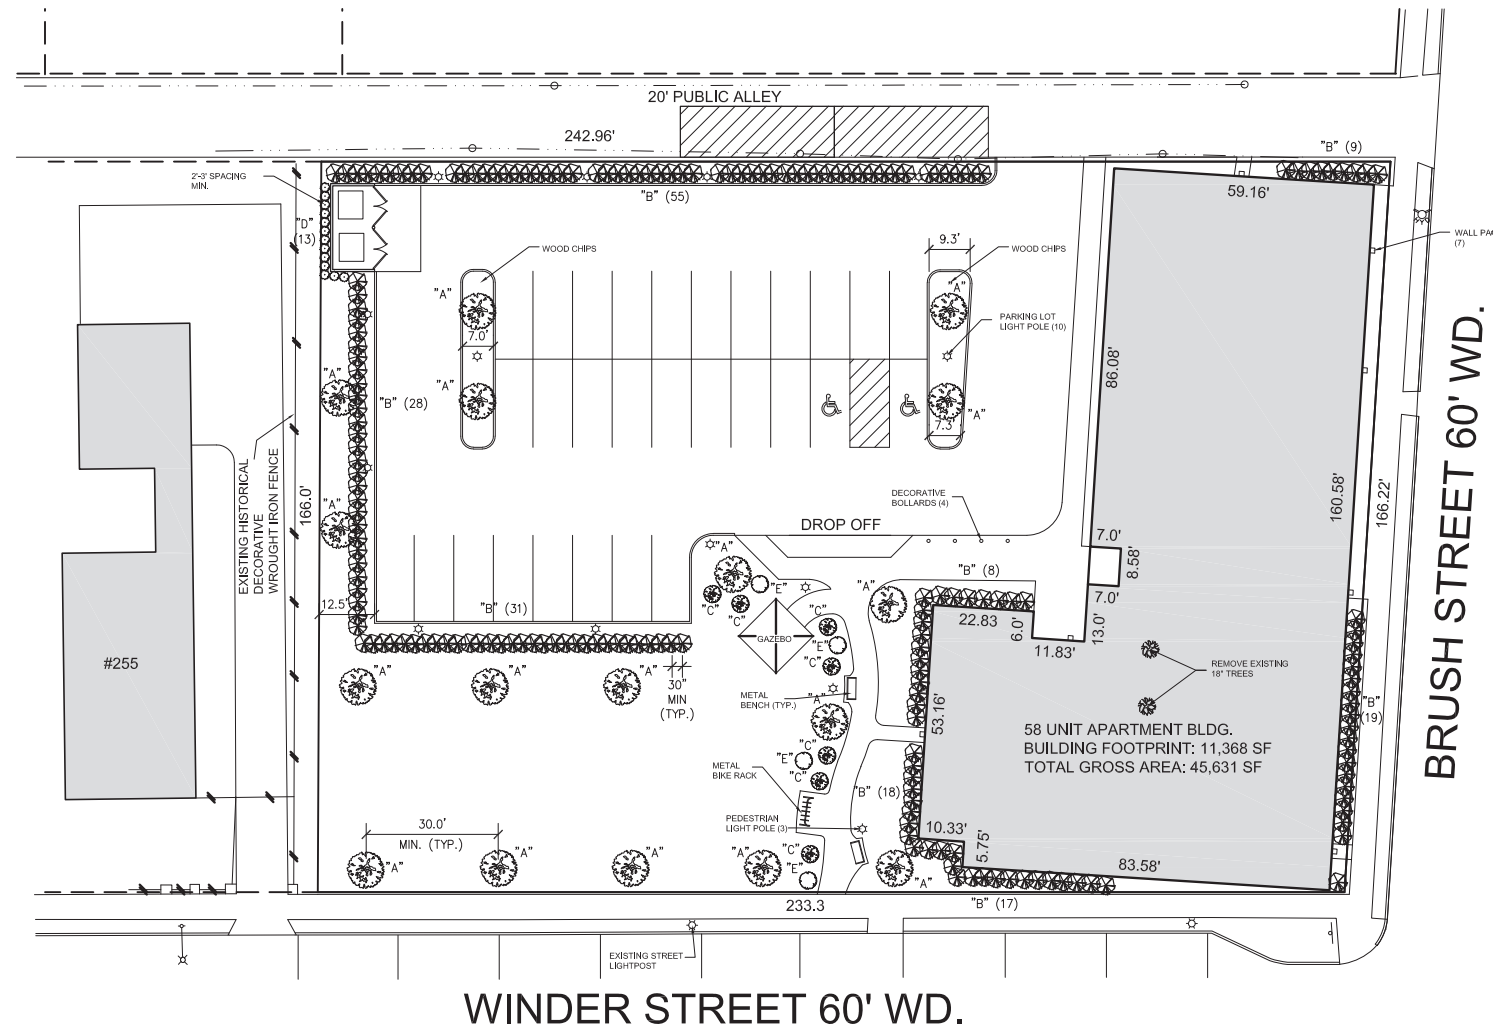 20' PUBLIC ALLEY
242.96'
"B" (9)
2'-3' SPACING
MIN.
"B" (55)
59.16'
"D"
(13)
WALL PA
(7)
WOOD CHIPS
9.3'
WOOD CHIPS
"A"
"A"
PARKING LOT
LIGHT POLE (10)
7.0'
86.08'
"A"
"A"
"B" (28)
"A"
7.3'
EXISTING HISTORICAL
DECORATIVE
WROUGHT IRON FENCE
166.0'
"A"
DECORATIVE
BOLLARDS (4)
160.58'
166.22'
BRUSH STREET 60' WD.
DROP OFF
7.0'
8.58'
"A"
"B" (8)
"E"
"A"
7.0'
12.5'
"B" (31)
"C"
"C"
"C"
22.83
6.0'
13.0'
GAZEBO
"E"
11.83'
#255
"C"
REMOVE EXISTING
18" TREES
"A"
"A"
"A"
30"
MIN
(TYP.)
METAL
BENCH (TYP.)
"A"
53.16'
"B"
(19)
58 UNIT APARTMENT BLDG.
BUILDING FOOTPRINT: 11,368 SF
TOTAL GROSS AREA: 45,631 SF
"C"
"E"
METAL
BIKE RACK
"C"
"B" (18)
PEDESTRIAN
LIGHT POLE (3)
30.0'
MIN. (TYP.)
10.33'
5.75'
"A"
"A"
"A"
"A"
"C"
"E"
"A"
83.58'
233.3
"B" (17)
EXISTING STREET
LIGHTPOST
WINDER STREET 60' WD.